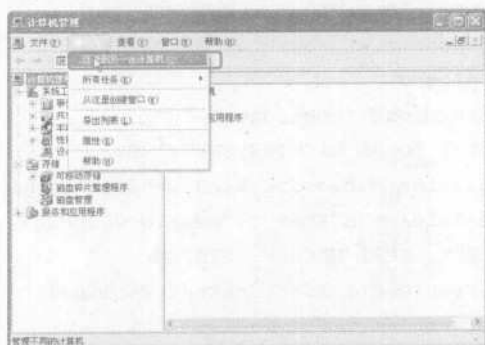 计算机管理
文件(F) 查看(V) 窗口(W) 帮助(H)
连接到另一台计算机(C)...
所有任务(K)
从这里创建窗口(W)
导出列表(L)...
属性(R)
帮助(H)
系统工
应用程序
存储
可移动存储
磁盘碎片整理程序
磁盘管理
服务和应用程序
管理不同的计算机